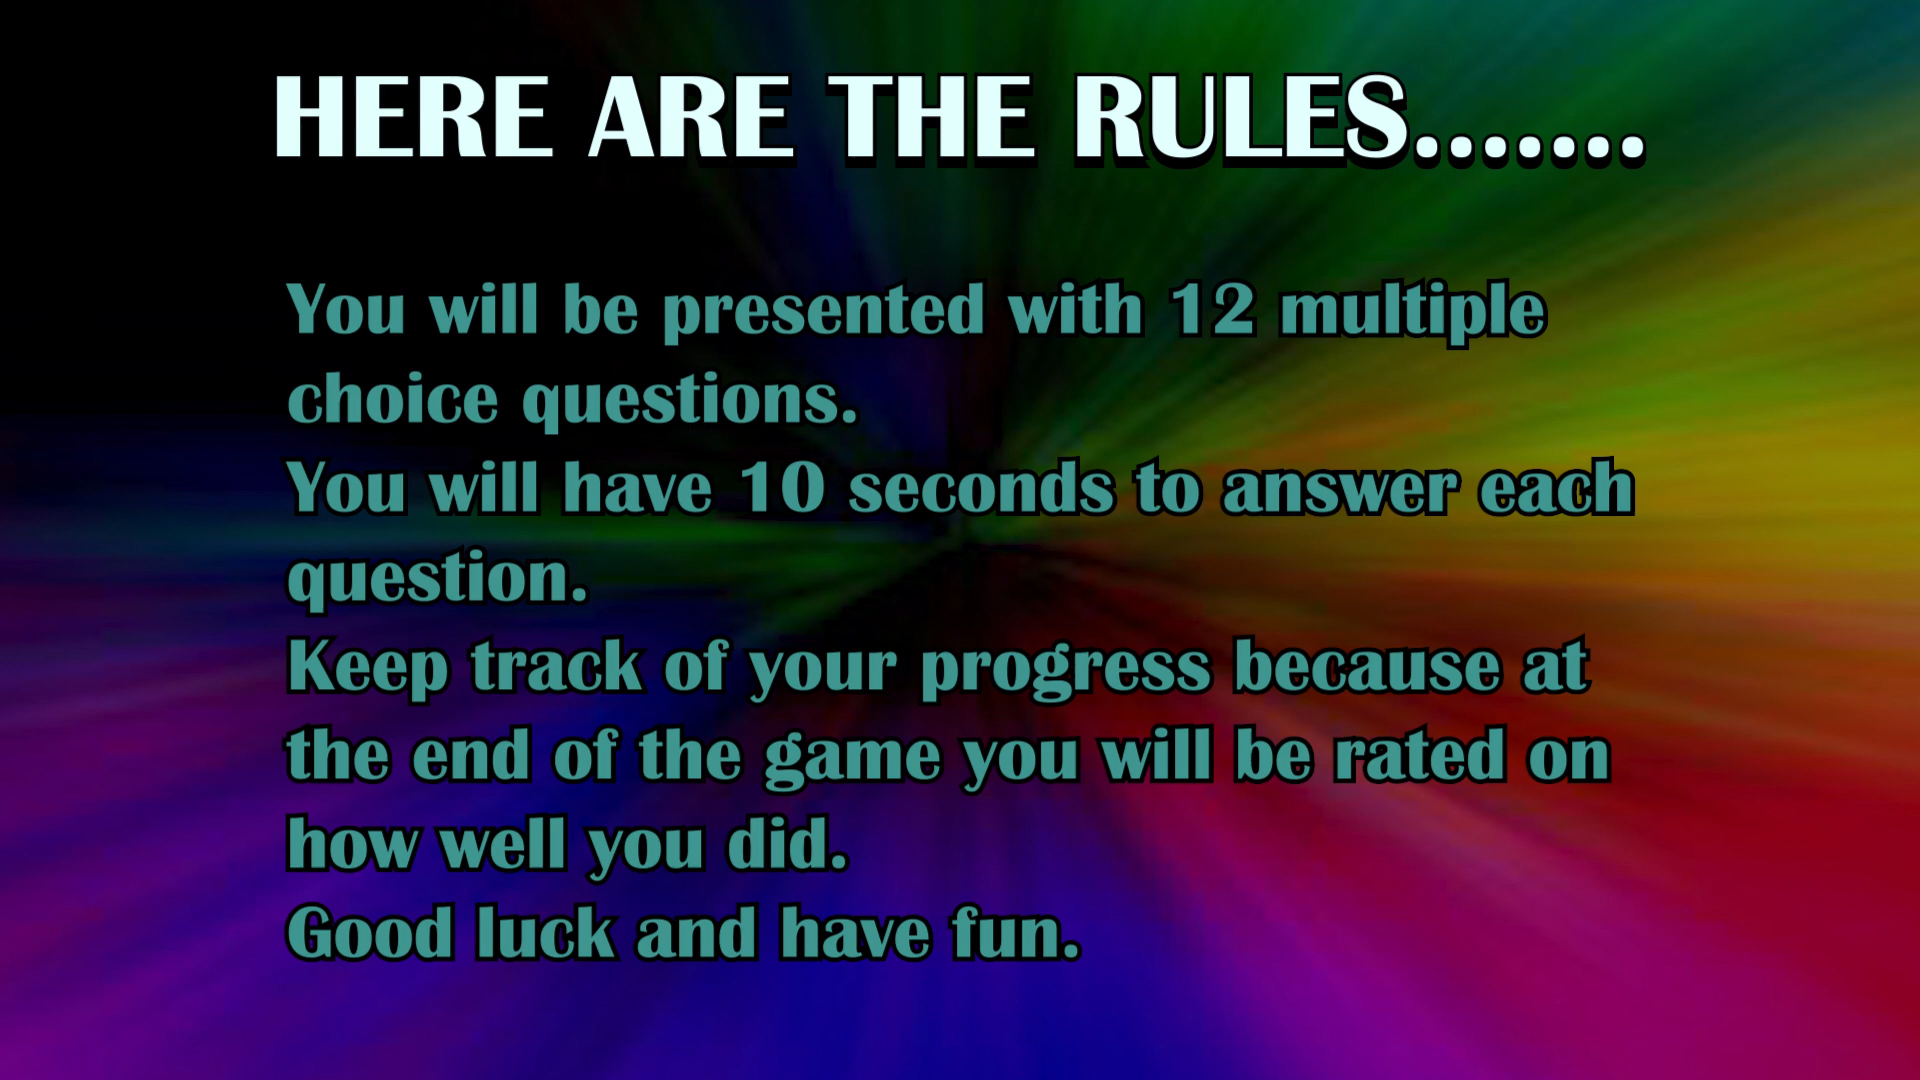 HERE ARE THE RULES.......
You will be presented with 12 multiple
choice questions.
You will have 10 seconds to answer each
question.
Keep track of your progress because at
the end of the game you will be rated on
how well you did.
Good luck and have fun.